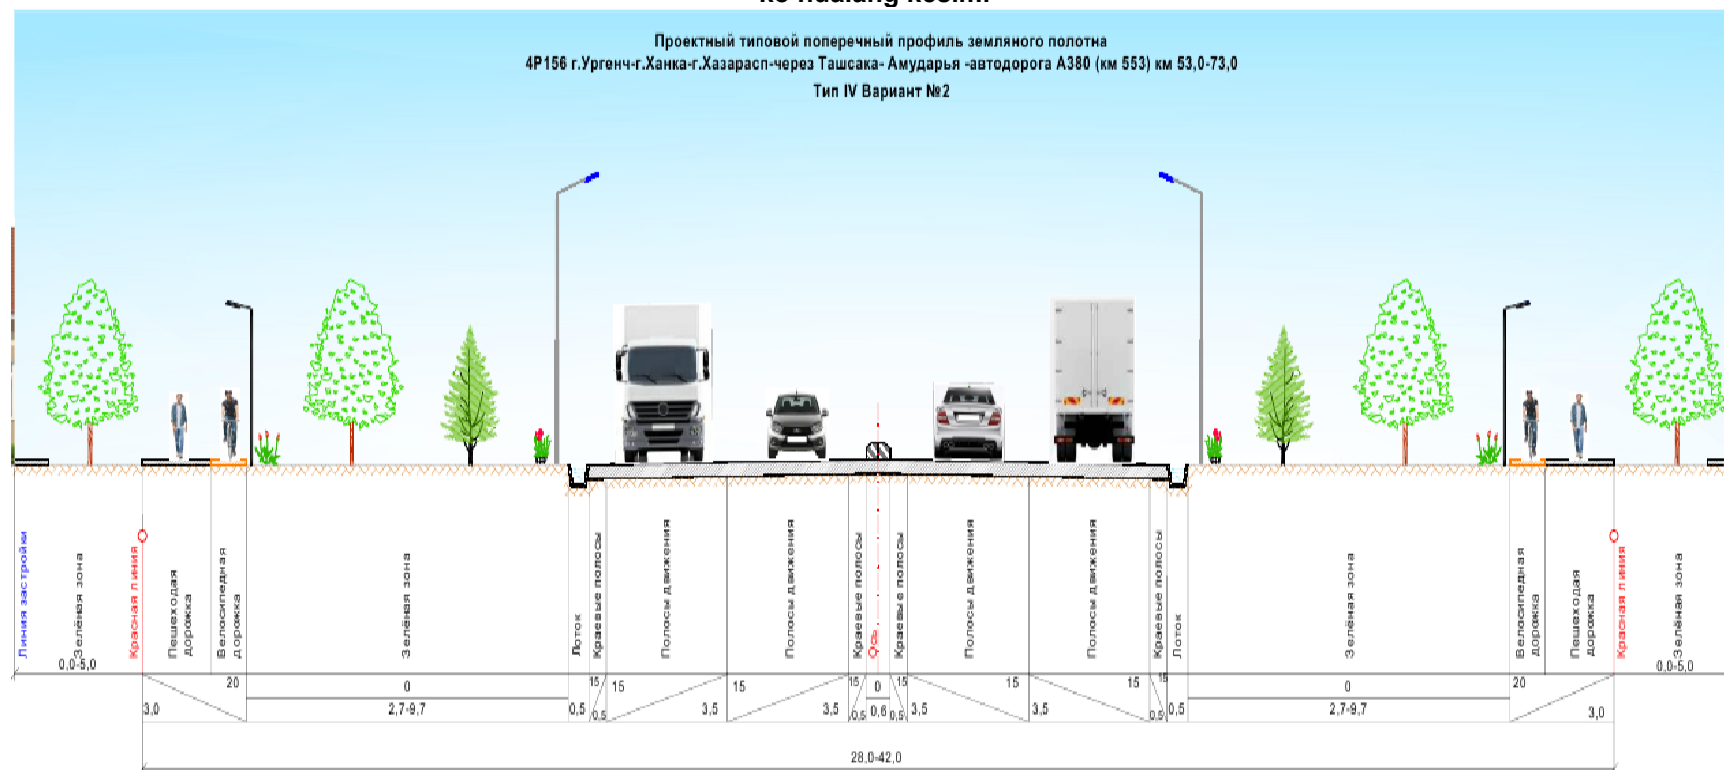 Проектный типовой поперечный профиль земляного полотна
4Р156 г.Ургенч-г.Ханка-г.Хазарасп-через Ташсака- Амударья -автодорога А380 (км 553) км 53,0-73,0
Тип IV Вариант №2
Линия застройки
Зелёная зона
Красная линия
Пешеходая
дорожка
Велосипедная
дорожка
Зелёная зона
Лоток
Краевые полосы
Полосы движения
Полосы движения
Краевые полосы
Ось
Краевые полосы
Полосы движения
Полосы движения
Краевые полосы
Лоток
Зелёная зона
Велосипедная
дорожка
Пешеходая
дорожка
Красная линия
Зелёная зона
0,0-5,0
0,0-5,0
20 0 15 15 15 15 0 15 15 15 15 0 20
3,0 2,7-9,7 0,5 0,5 3,5 3,5 0,5 0,6 0,5 3,5 3,5 0,5 0,5 2,7-9,7 3,0
28,0-42,0